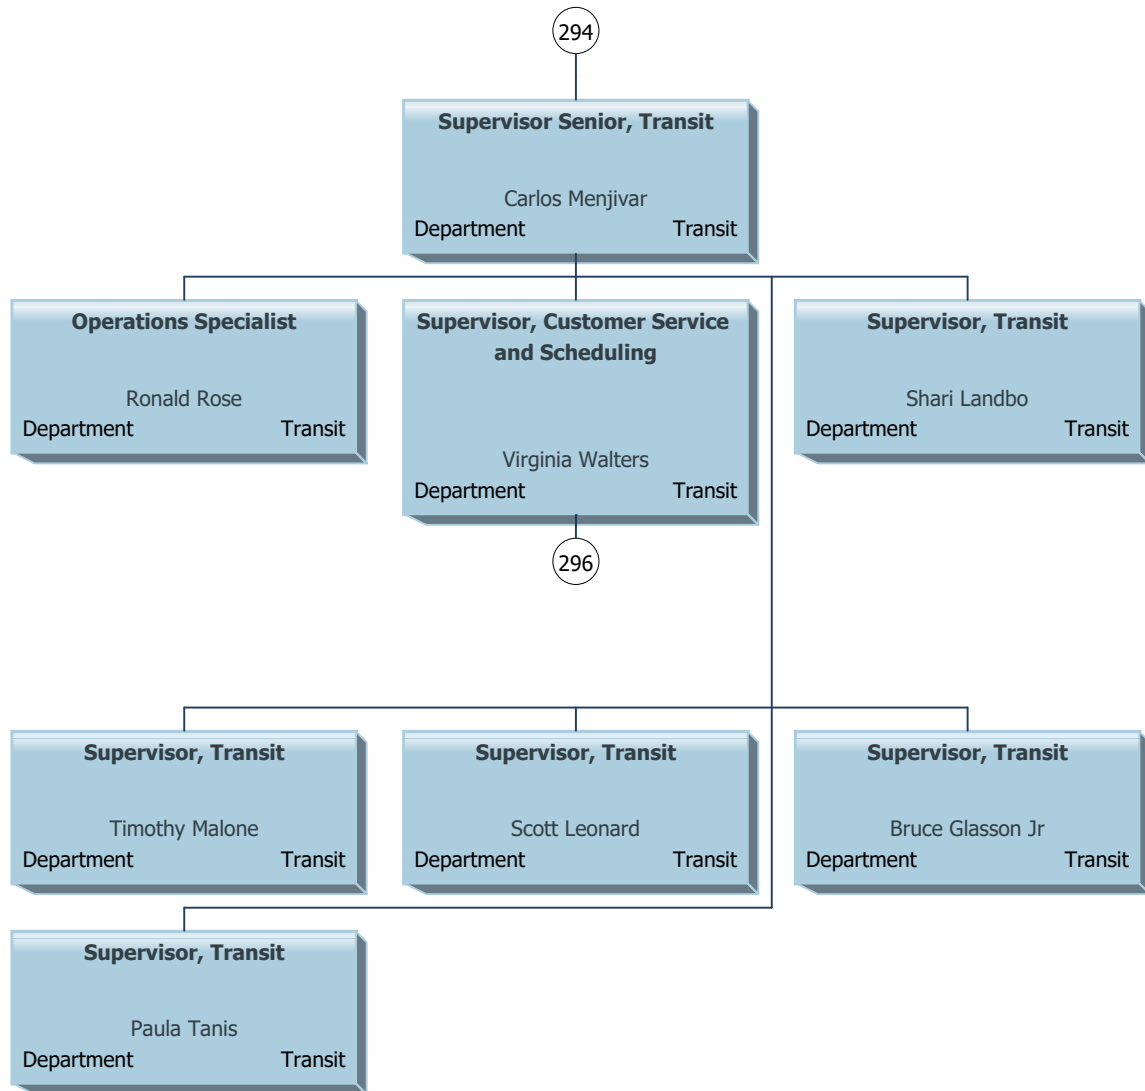 294
Supervisor Senior, Transit
Carlos Menjivar
Department Transit
Operations Specialist
Ronald Rose
Department Transit
Supervisor, Customer Service
and Scheduling
Virginia Walters
Department Transit
296
Supervisor, Transit
Shari Landbo
Department Transit
Supervisor, Transit
Timothy Malone
Department Transit
Supervisor, Transit
Scott Leonard
Department Transit
Supervisor, Transit
Bruce Glasson Jr
Department Transit
Supervisor, Transit
Paula Tanis
Department Transit